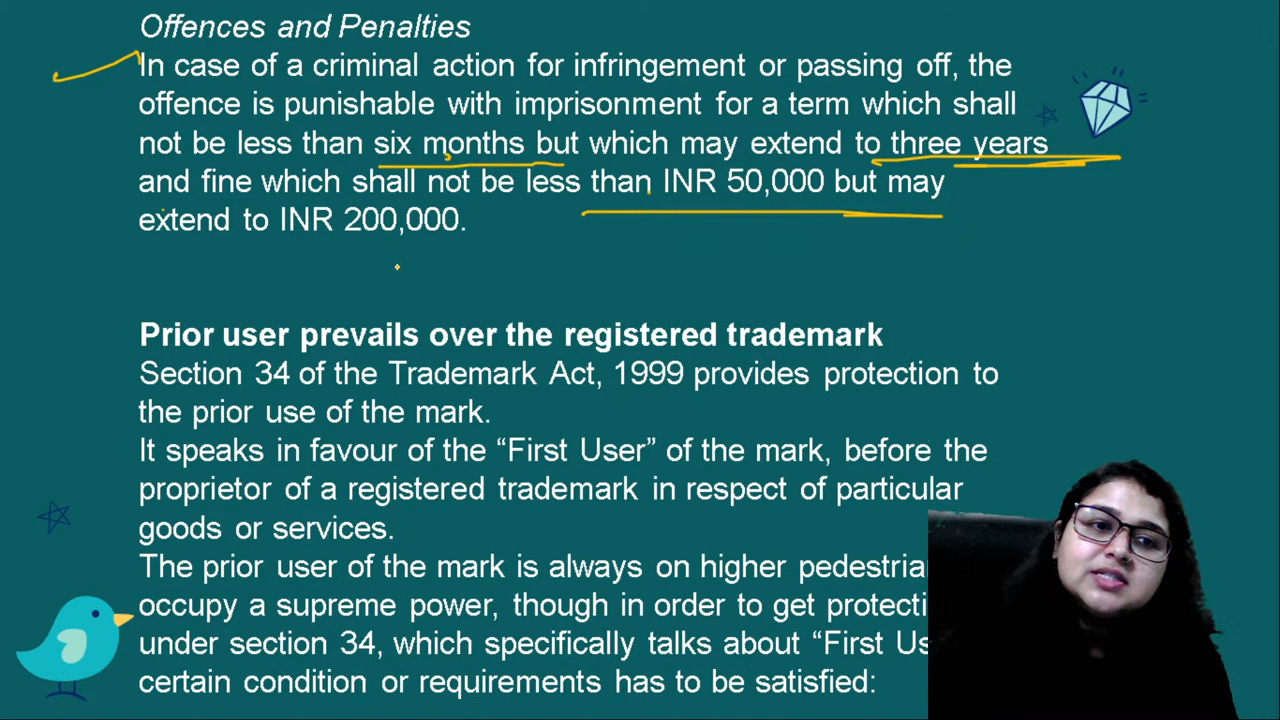 Offences and Penalties
In case of a criminal action for infringement or passing off, the
offence is punishable with imprisonment for a term which shall
not be less than six months but which may extend to three years
and fine which shall not be less than INR 50,000 but may
extend to INR 200,000.
Prior user prevails over the registered trademark
Section 34 of the Trademark Act, 1999 provides protection to
the prior use of the mark.
It speaks in favour of the “First User” of the mark, before the
proprietor of a registered trademark in respect of particular
goods or services.
The prior user of the mark is always on higher
occupy a supreme power, though in order to get
under section 34, which specifically talks about “First
certain condition or requirements has to be satisfied: